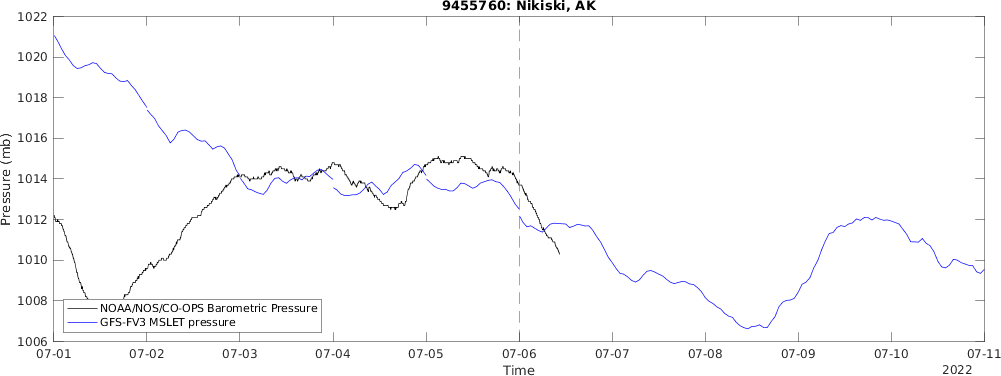 9455760: Nikiski, AK
1022
1020
1018
1016
1014
1012
1010
1008
1006
Pressure (mb)
NOAA/NOS/CO-OPS Barometric Pressure
GFS-FV3 MSLET pressure
07-01 07-02 07-03 07-04 07-05 07-06 07-07 07-08 07-09 07-10 07-11
Time
2022